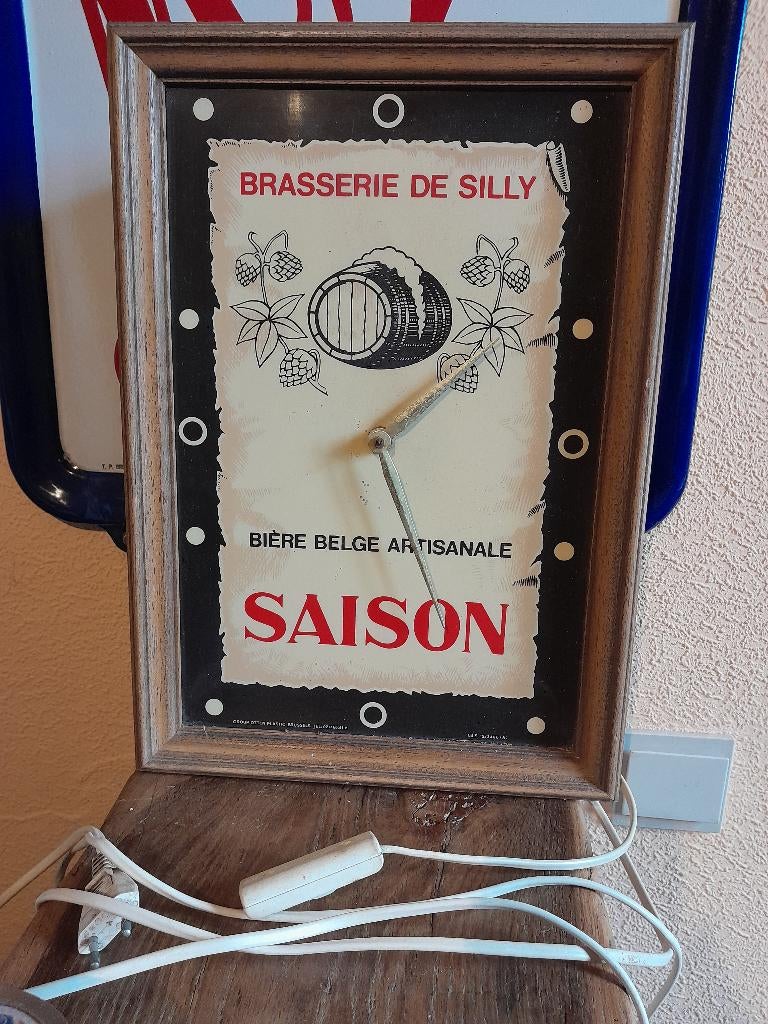 BRASSERIE DE SILLY
BIÈRE BELGE ARTISANALE
SAISON